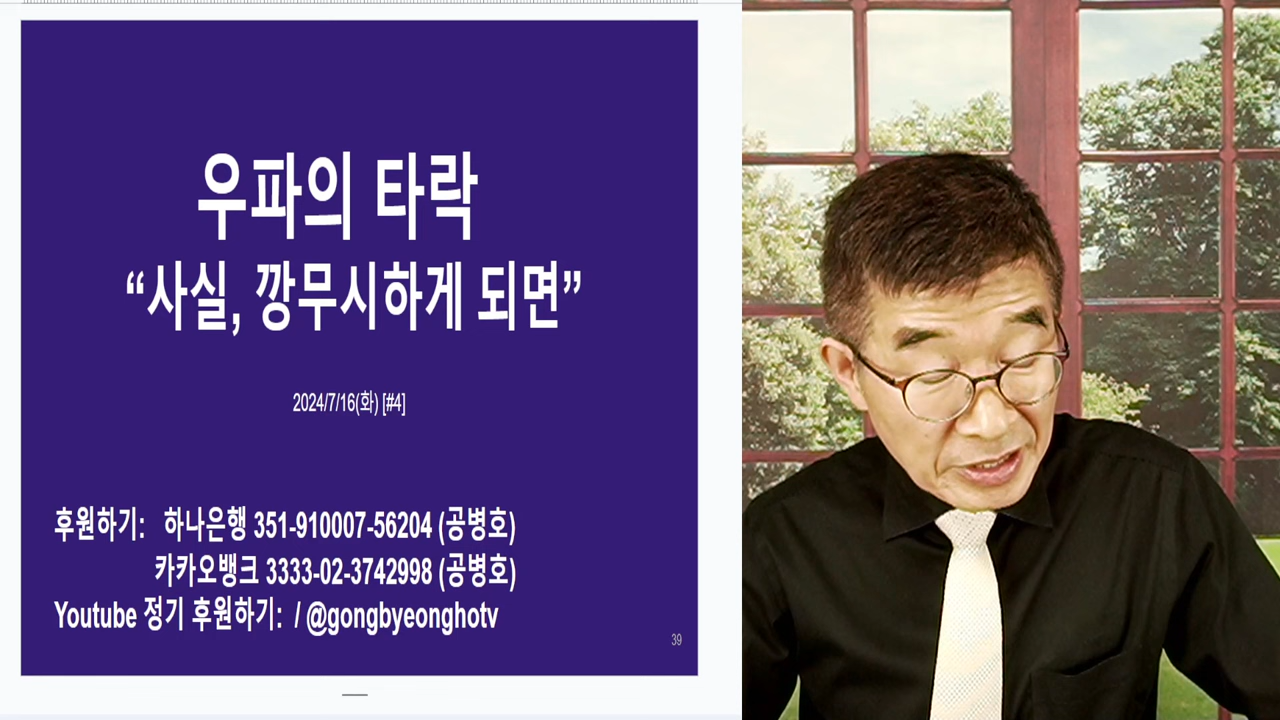 우파의 타락
“사실, 깡무시하게 되면”
2024/7/16(화) [#4]
후원하기: 하나은행 351-910007-56204 (공병호)
카카오뱅크 3333-02-3742998 (공병호)
Youtube 정기 후원하기: / @gongbyeonghotv
39